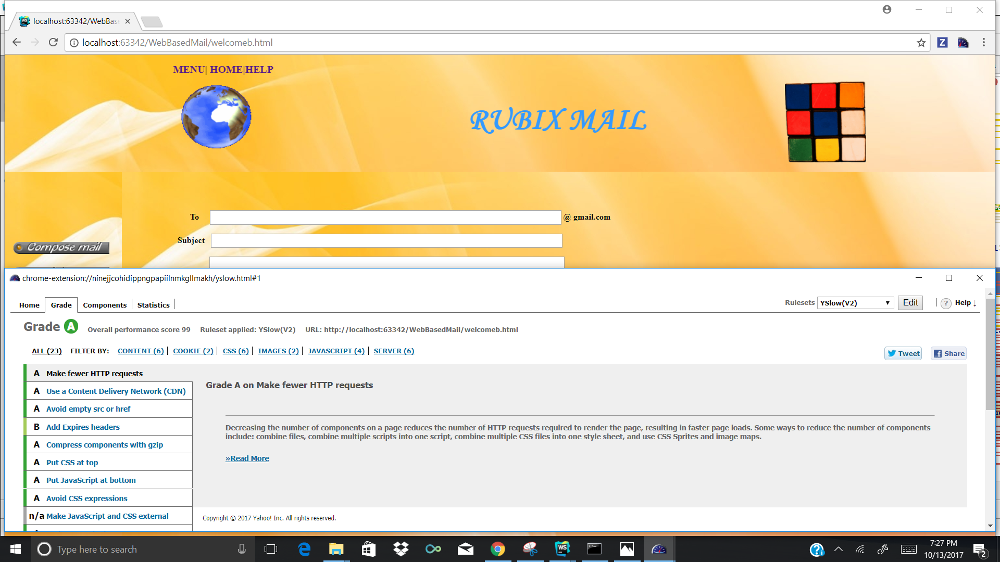 localhost:63342/WebBas
localhost:63342/WebBasedMail/welcomeb.html
Z
MENU| HOME|HELP
RUBIX MAIL
To @ gmail.com
Subject
Compose mail
chrome-extension://ninejjcohidippngpapiilnmkgllmakh/yslow.html#1
Home Grade Components Statistics Rulesets YSlow(V2) Edit ? Help ↓
Grade A Overall performance score 99 Ruleset applied: YSlow(V2) URL: http://localhost:63342/WebBasedMail/welcomeb.html
ALL (23) FILTER BY: CONTENT (6) | COOKIE (2) | CSS (6) | IMAGES (2) | JAVASCRIPT (4) | SERVER (6) Tweet Share
A Make fewer HTTP requests
A Use a Content Delivery Network (CDN)
A Avoid empty src or href
B Add Expires headers
A Compress components with gzip
A Put CSS at top
A Put JavaScript at bottom
A Avoid CSS expressions
n/a Make JavaScript and CSS external
Grade A on Make fewer HTTP requests
Decreasing the number of components on a page reduces the number of HTTP requests required to render the page, resulting in faster page loads. Some ways to reduce the number of components
include: combine files, combine multiple scripts into one script, combine multiple CSS files into one style sheet, and use CSS Sprites and image maps.
»Read More
Copyright © 2017 Yahoo! Inc. All rights reserved.
Type here to search
WS
7:27 PM
10/13/2017
2